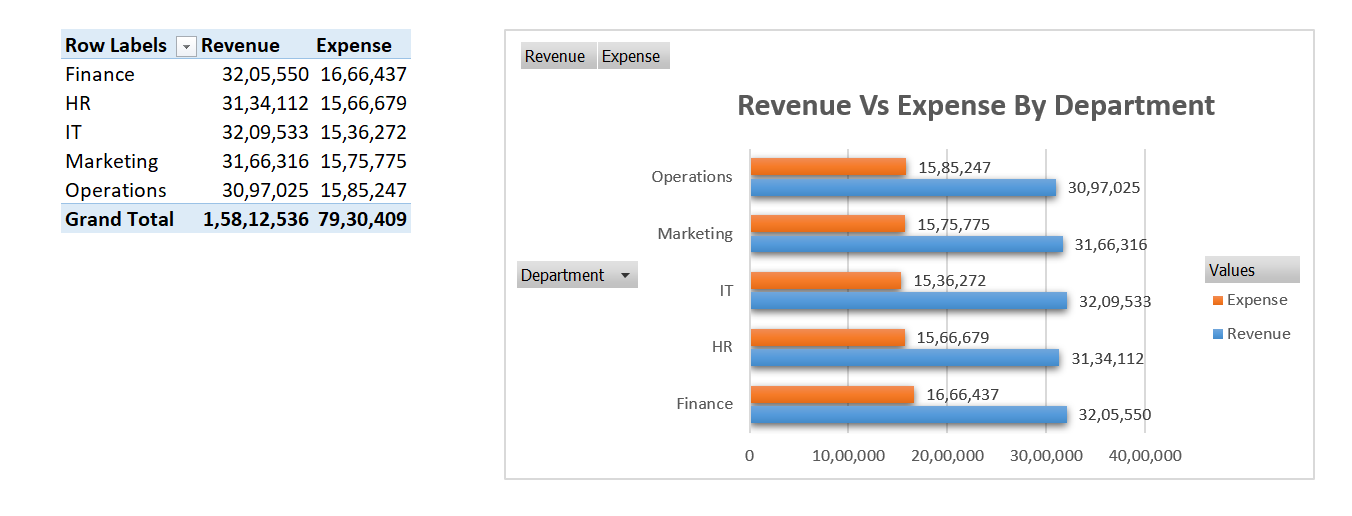 Row Labels Revenue Expense
Finance 32,05,550 16,66,437
HR 31,34,112 15,66,679
IT 32,09,533 15,36,272
Marketing 31,66,316 15,75,775
Operations 30,97,025 15,85,247
Grand Total 1,58,12,536 79,30,409
Revenue Expense
Revenue Vs Expense By Department
Operations 15,85,247
30,97,025
Marketing 15,75,775
31,66,316
Department
IT 15,36,272
32,09,533
HR 15,66,679
31,34,112
Finance 16,66,437
32,05,550
0 10,00,000 20,00,000 30,00,000 40,00,000
Values
Expense
Revenue